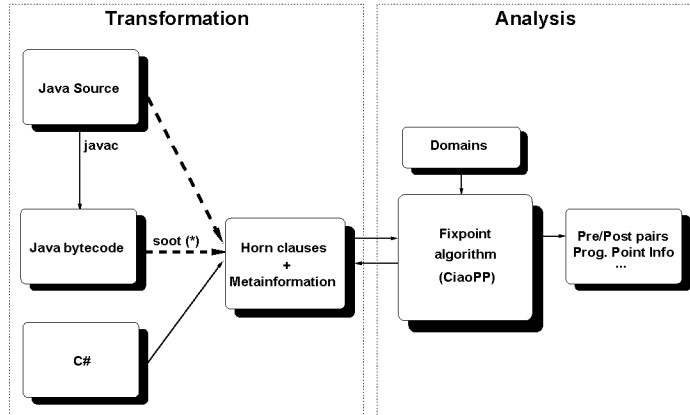 Transformation
Analysis
Java Source
javac
Domains
Java bytecode
soot (*)
Horn clauses
+
Metainformation
Fixpoint
algorithm
(CiaoPP)
Pre/Post pairs
Prog. Point Info
...
C#